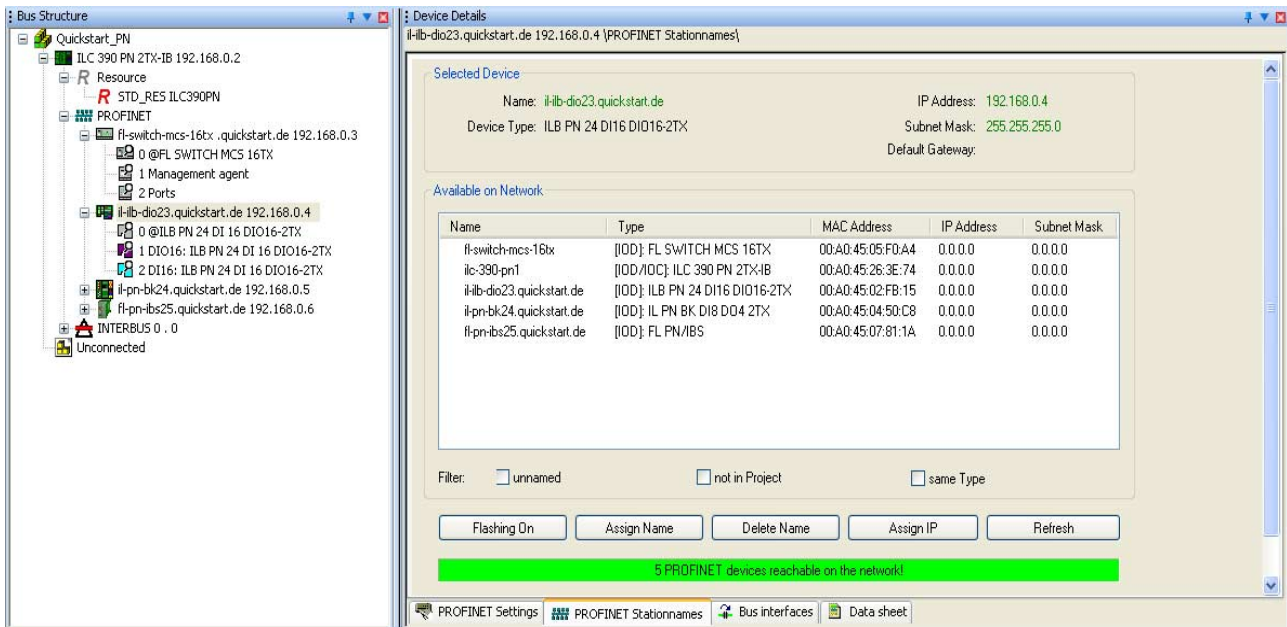 Bus Structure
Quickstart_PN
ILC 390 PN 2TX-IB 192.168.0.2
R Resource
R STD_RES ILC390PN
PROFINET
fl-switch-mcs-16tx .quickstart.de 192.168.0.3
0 @FL SWITCH MCS 16TX
1 Management agent
2 Ports
il-ilb-dio23.quickstart.de 192.168.0.4
0 @ILB PN 24 DI 16 DIO16-2TX
1 DIO16: ILB PN 24 DI 16 DIO16-2TX
2 DI16: ILB PN 24 DI 16 DIO16-2TX
il-pn-bk24.quickstart.de 192.168.0.5
fl-pn-ibs25.quickstart.de 192.168.0.6
INTERBUS 0 . 0
Unconnected
Device Details
il-ilb-dio23.quickstart.de 192.168.0.4 \PROFINET Stationnames\
Selected Device
Name: il-ilb-dio23.quickstart.de IP Address: 192.168.0.4
Device Type: ILB PN 24 DI16 DIO16-2TX Subnet Mask: 255.255.255.0
Default Gateway:
Available on Network
Name Type MAC Address IP Address Subnet Mask
fl-switch-mcs-16tx [IOD]: FL SWITCH MCS 16TX 00:A0:45:05:F0:A4 0.0.0.0 0.0.0.0
ilc-390-pn1 [IOD/IOC]: ILC 390 PN 2TX-IB 00:A0:45:26:3E:74 0.0.0.0 0.0.0.0
il-ilb-dio23.quickstart.de [IOD]: ILB PN 24 DI16 DIO16-2TX 00:A0:45:02:FB:15 0.0.0.0 0.0.0.0
il-pn-bk24.quickstart.de [IOD]: IL PN BK DI8 DO4 2TX 00:A0:45:04:50:C8 0.0.0.0 0.0.0.0
fl-pn-ibs25.quickstart.de [IOD]: FL PN/IBS 00:A0:45:07:81:1A 0.0.0.0 0.0.0.0
Filter: unnamed not in Project same Type
Flashing On Assign Name Delete Name Assign IP Refresh
5 PROFINET devices reachable on the network!
PROFINET Settings PROFINET Stationnames Bus interfaces Data sheet